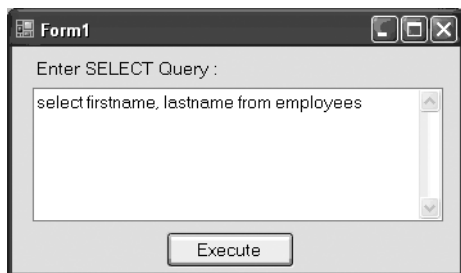 Form1
Enter SELECT Query :
select firstname, lastname from employees
Execute